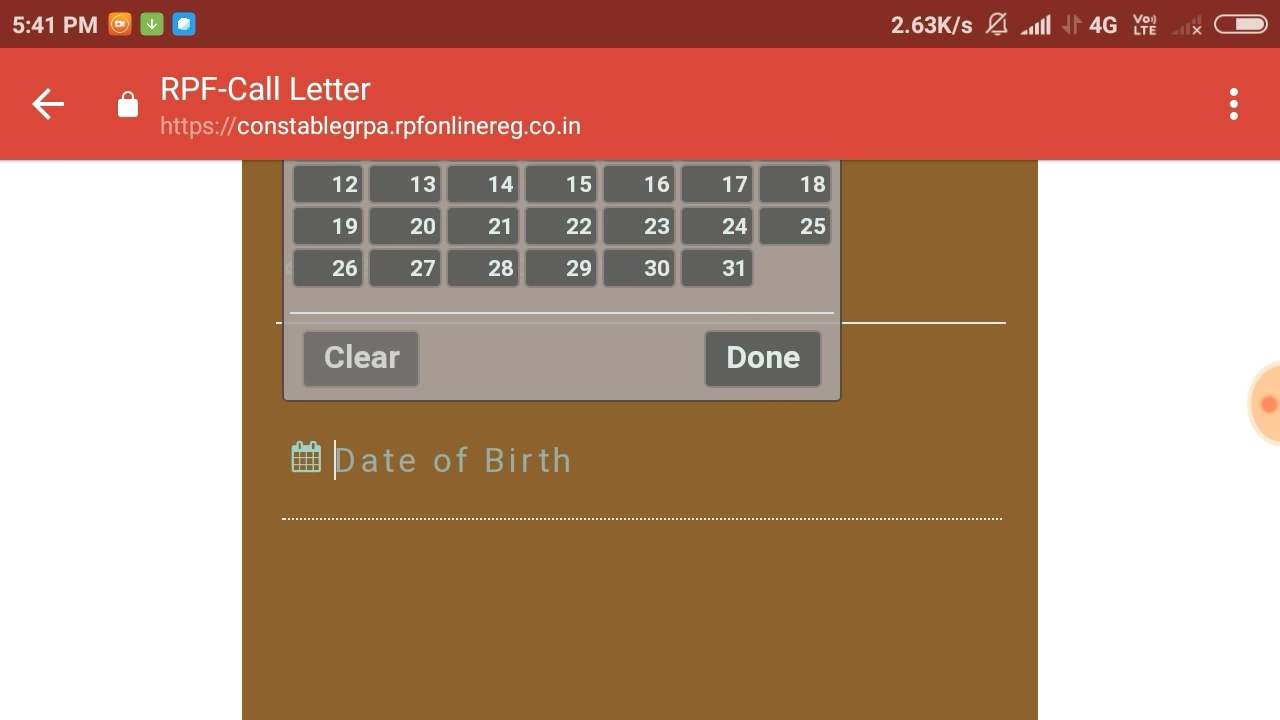 5:41 PM 2.63K/s 4G Vo) LTE
RPF-Call Letter
https://constablegrpa.rpfonlinereg.co.in
12 13 14 15 16 17 18
19 20 21 22 23 24 25
26 27 28 29 30 31
Clear Done
Date of Birth